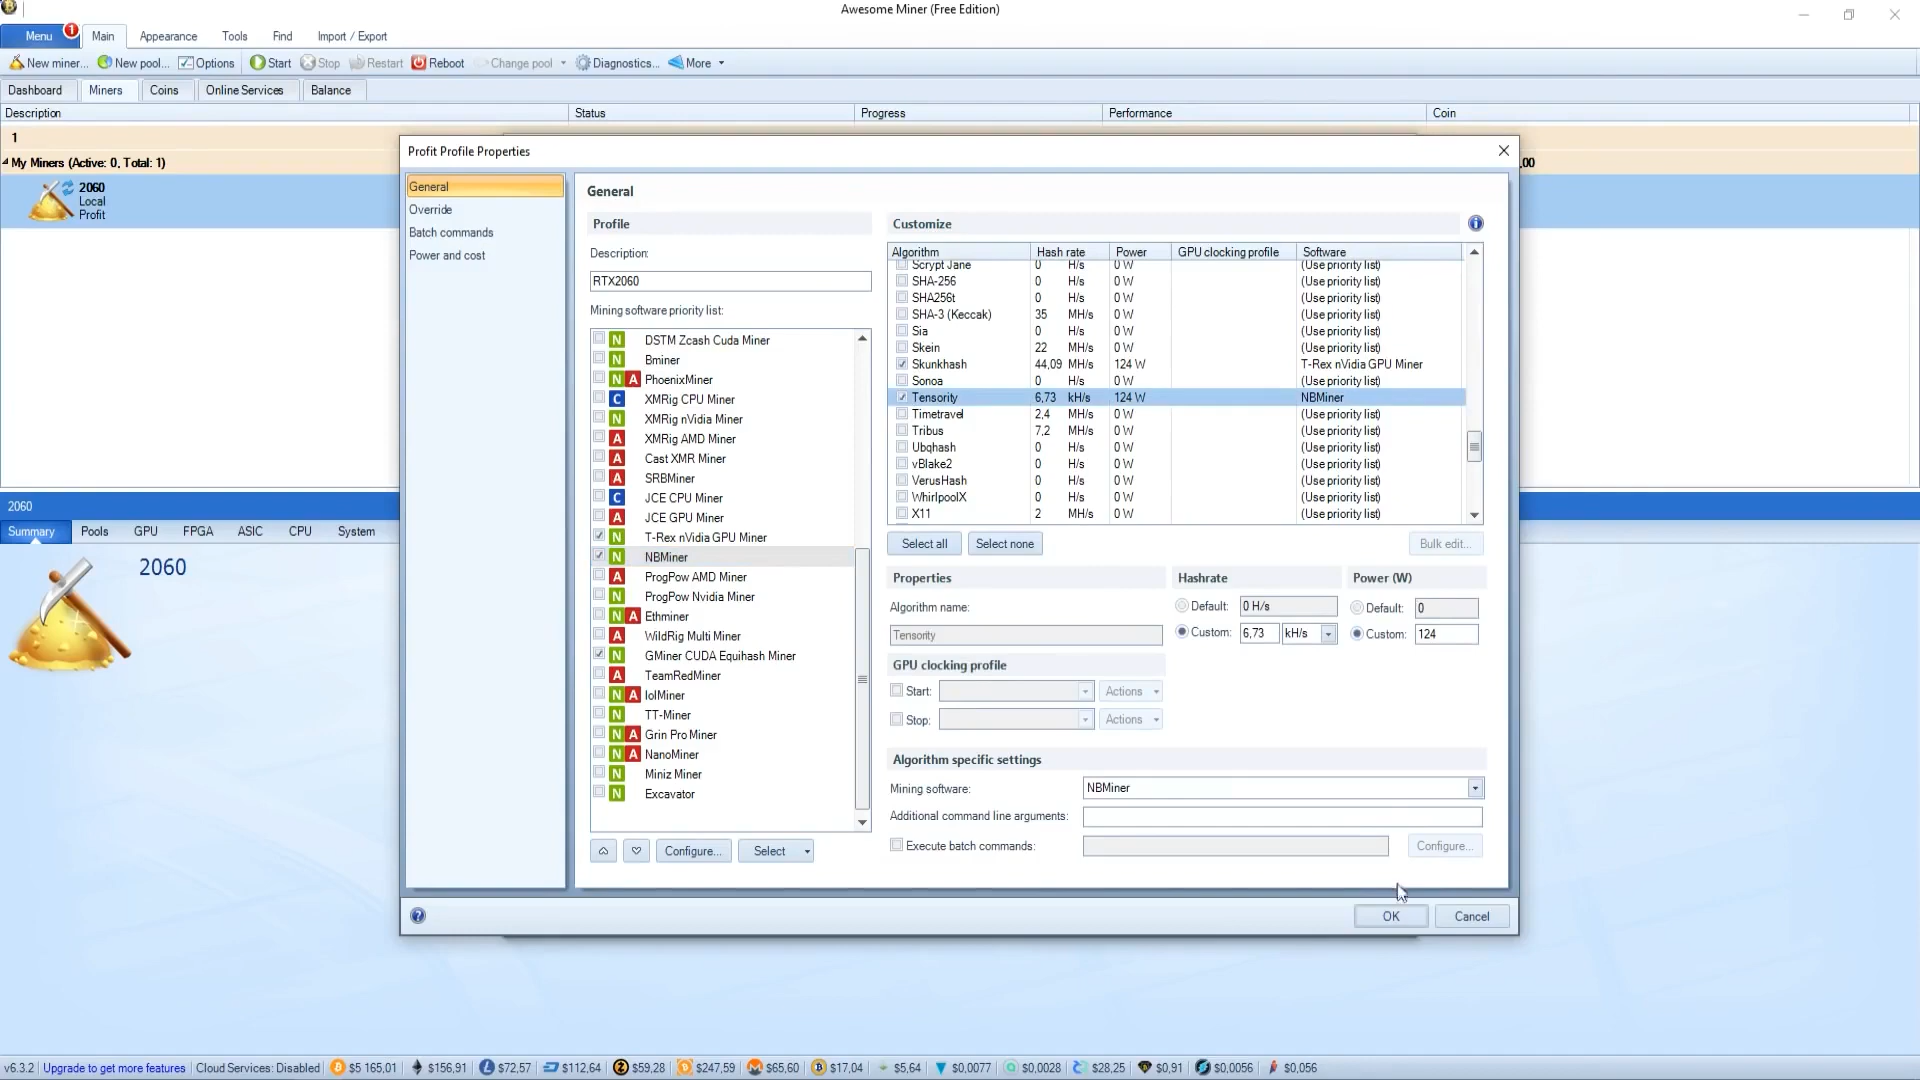 Awesome Miner (Free Edition)
Menu 1 Main Appearance Tools Find Import / Export
New miner... New pool... Options Start Stop Restart Reboot Change pool Diagnostics... More
Dashboard Miners Coins Online Services Balance
Description Status Progress Performance Coin
1
My Miners (Active: 0, Total: 1) ,00
2060
Local
Profit
2060
Summary Pools GPU FPGA ASIC CPU System
2060
Profit Profile Properties
General
Override
Batch commands
Power and cost
General
Profile
Description:
RTX2060
Mining software priority list:
N DSTM Zcash Cuda Miner
N Bminer
N A PhoenixMiner
C XMRig CPU Miner
N XMRig nVidia Miner
A XMRig AMD Miner
A Cast XMR Miner
A SRBMiner
C JCE CPU Miner
A JCE GPU Miner
N T-Rex nVidia GPU Miner
N NBMiner
A ProgPow AMD Miner
N ProgPow Nvidia Miner
N A Ethminer
A WildRig Multi Miner
N GMiner CUDA Equihash Miner
A TeamRedMiner
N A lolMiner
N TT-Miner
N A Grin Pro Miner
N A NanoMiner
N Miniz Miner
N Excavator
Configure... Select
Customize
Algorithm Hash rate Power GPU clocking profile Software
Scrypt Jane 0 H/s 0 W (Use priority list)
SHA-256 0 H/s 0 W (Use priority list)
SHA256t 0 H/s 0 W (Use priority list)
SHA-3 (Keccak) 35 MH/s 0 W (Use priority list)
Sia 0 H/s 0 W (Use priority list)
Skein 22 MH/s 0 W (Use priority list)
Skunkhash 44,09 MH/s 124 W T-Rex nVidia GPU Miner
Sonoa 0 H/s 0 W (Use priority list)
Tensority 6,73 kH/s 124 W NBMiner
Timetravel 2,4 MH/s 0 W (Use priority list)
Tribus 7,2 MH/s 0 W (Use priority list)
Ubqhash 0 H/s 0 W (Use priority list)
vBlake2 0 H/s 0 W (Use priority list)
VerusHash 0 H/s 0 W (Use priority list)
WhirlpoolX 0 H/s 0 W (Use priority list)
X11 2 MH/s 0 W (Use priority list)
Select all Select none Bulk edit...
Properties Hashrate Power (W)
Algorithm name: Default: 0 H/s Default: 0
Tensority Custom: 6,73 kH/s Custom: 124
GPU clocking profile
Start: Actions
Stop: Actions
Algorithm specific settings
Mining software: NBMiner
Additional command line arguments:
Execute batch commands: Configure...
OK Cancel
v6.3.2 Upgrade to get more features Cloud Services: Disabled $5 165,01 $156,91 $72,57 $112,64 $59,28 $247,59 $65,60 $17,04 $5,64 $0,0077 $0,0028 $28,25 $0,91 $0,0056 $0,056